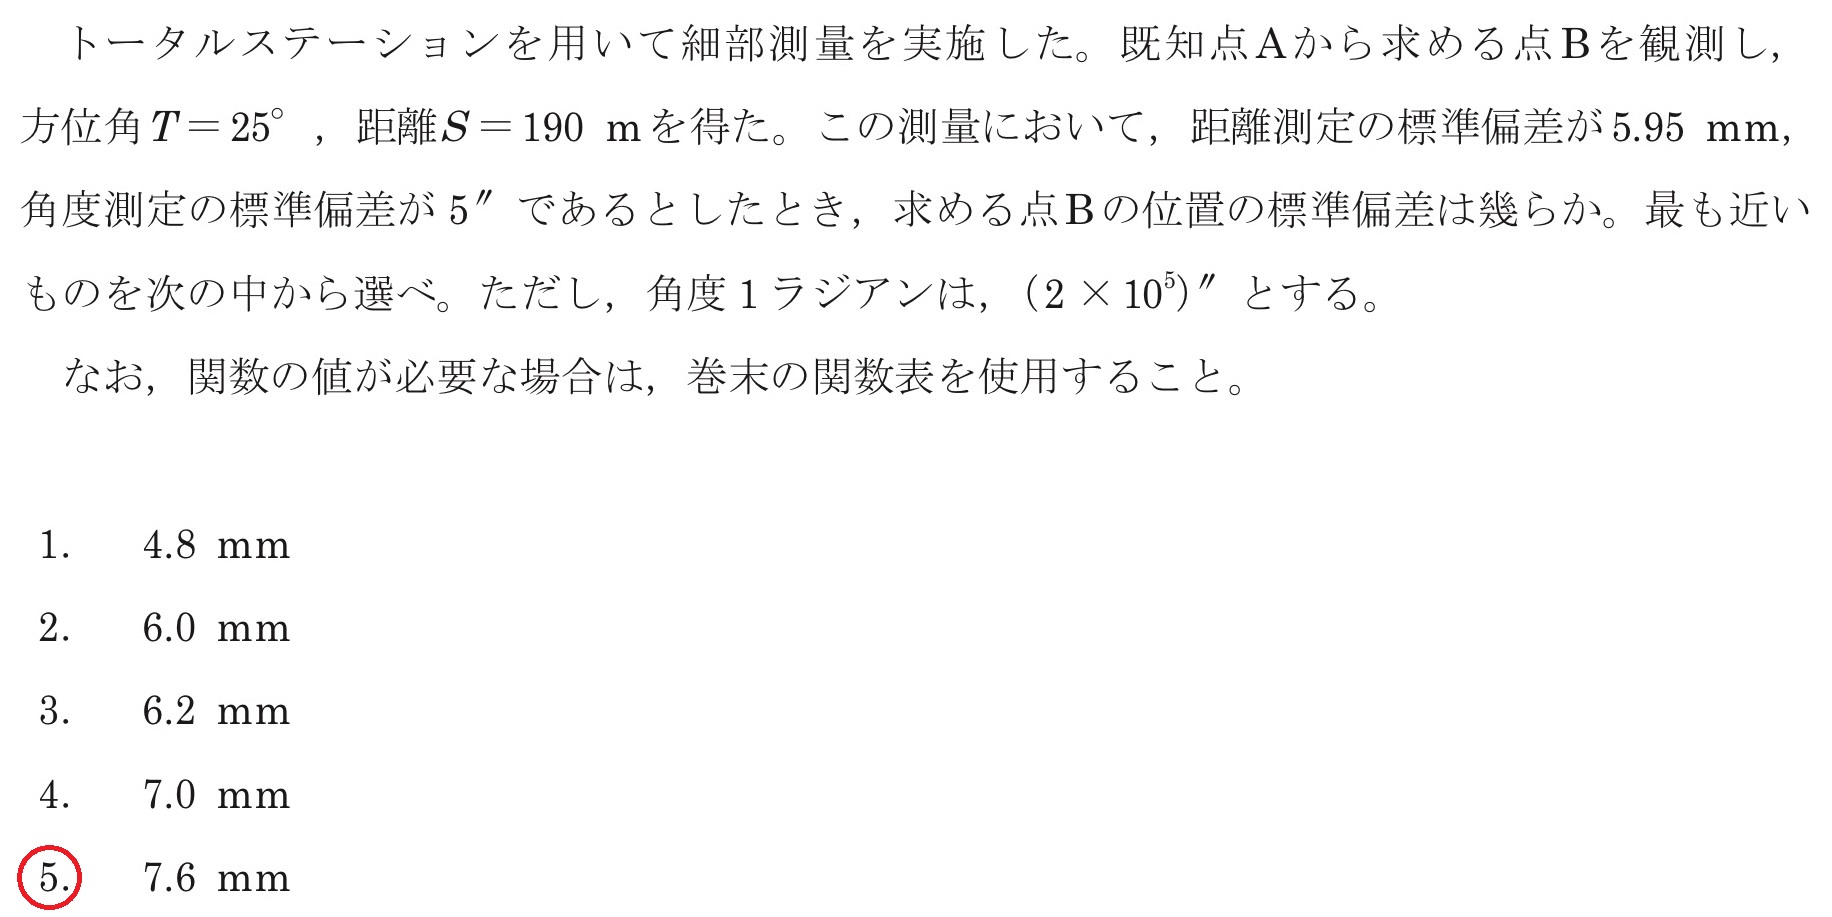 トータルステーションを用いて細部測量を実施した。既知点Aから求める点Bを観測し,
方位角T＝25°，距離S＝190 mを得た。この測量において，距離測定の標準偏差が5.95 mm,
角度測定の標準偏差が 5″ であるとしたとき，求める点Bの位置の標準偏差は幾らか。最も近い
ものを次の中から選べ。ただし，角度 1 ラジアンは，(2 × 10⁵)″ とする。
なお，関数の値が必要な場合は，巻末の関数表を使用すること。
1. 4.8 mm
2. 6.0 mm
3. 6.2 mm
4. 7.0 mm
5. 7.6 mm